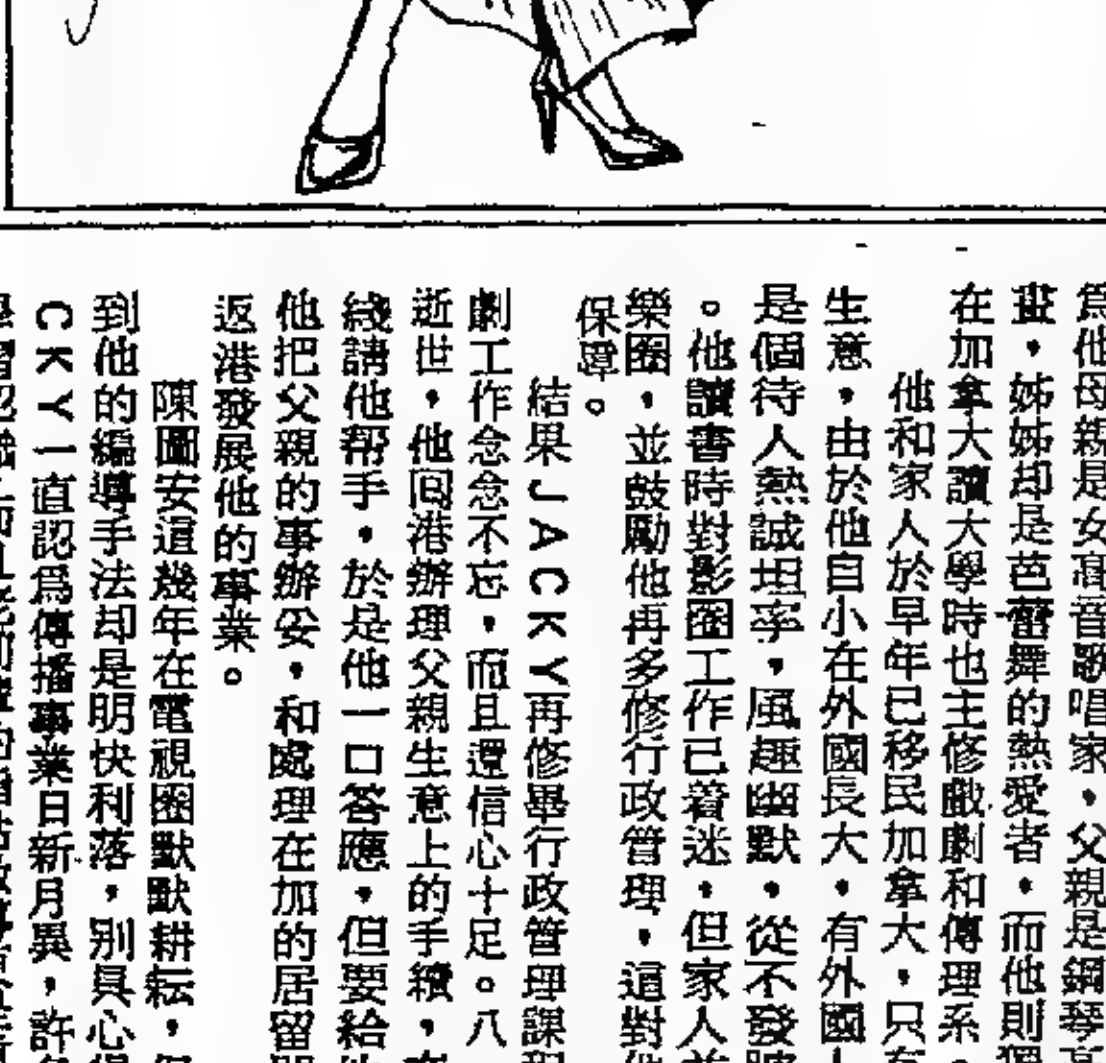 爲他母親是女高音歌唱家，父親是鋼琴
畫，姊姊却是芭蕾舞的熱愛者，而他則獨
在加拿大讀大學時也主修戲劇和傳理系，
他和家人於早年已移民加拿大，只有
生意，由於他自小在外國長大，有外國
是個待人熱誠坦率，風趣幽默，從不發
。他讀書時對影圈工作已着迷，但家人並
樂圈，並鼓勵他再多修行政管理，這對他
保障。
結果JACKY再修畢行政管理課程
劇工作念念不忘，而且還信心十足。八
逝世，他回港辦理父親生意上的手續，
綫請他帮手，於是他一口答應，但要給他
他把父親的事辦妥，和處理在加的居留
返港發展他的事業。
陳圖安這幾年在電視圈默默耕耘，
到他的編導手法却是明快利落，別具心得
CKY一直認爲傳播事業日新月異，許多